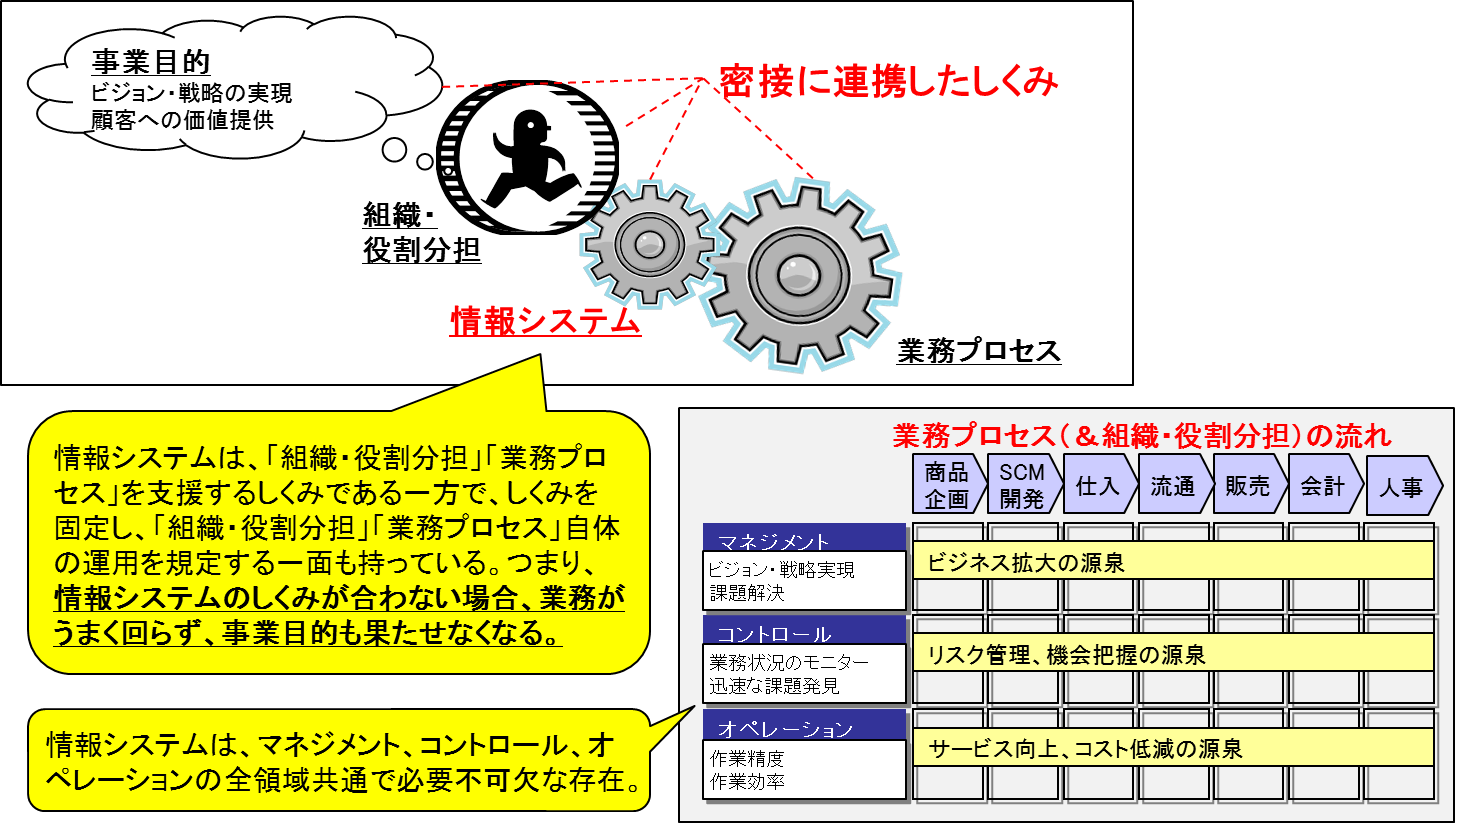 事業目的
ビジョン・戦略の実現
顧客への価値提供
密接に連携したしくみ
組織・
役割分担
情報システム
業務プロセス
情報システムは、「組織・役割分担」「業務プロ
セス」を支援するしくみである一方で、しくみを
固定し、「組織・役割分担」「業務プロセス」自体
の運用を規定する一面も持っている。つまり、
情報システムのしくみが合わない場合、業務が
うまく回らず、事業目的も果たせなくなる。
情報システムは、マネジメント、コントロール、オ
ペレーションの全領域共通で必要不可欠な存在。
業務プロセス（＆組織・役割分担）の流れ
商品
企画
SCM
開発
仕入
流通
販売
会計
人事
マネジメント
ビジョン・戦略実現
課題解決
ビジネス拡大の源泉
コントロール
業務状況のモニター
迅速な課題発見
リスク管理、機会把握の源泉
オペレーション
作業精度
作業効率
サービス向上、コスト低減の源泉